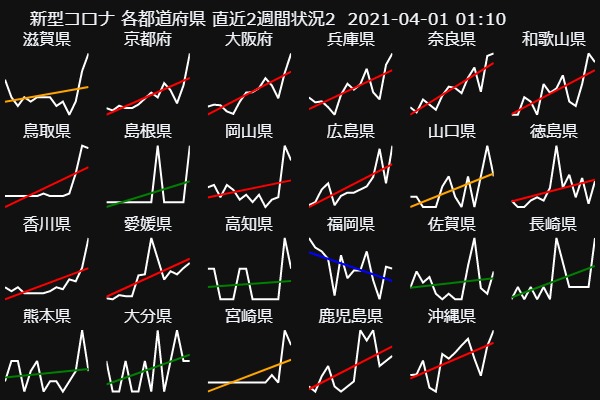 新型コロナ 各都道府県 直近2週間状況2 2021-04-01 01:10
滋賀県 京都府 大阪府 兵庫県 奈良県 和歌山県
鳥取県 島根県 岡山県 広島県 山口県 徳島県
香川県 愛媛県 高知県 福岡県 佐賀県 長崎県
熊本県 大分県 宮崎県 鹿児島県 沖縄県